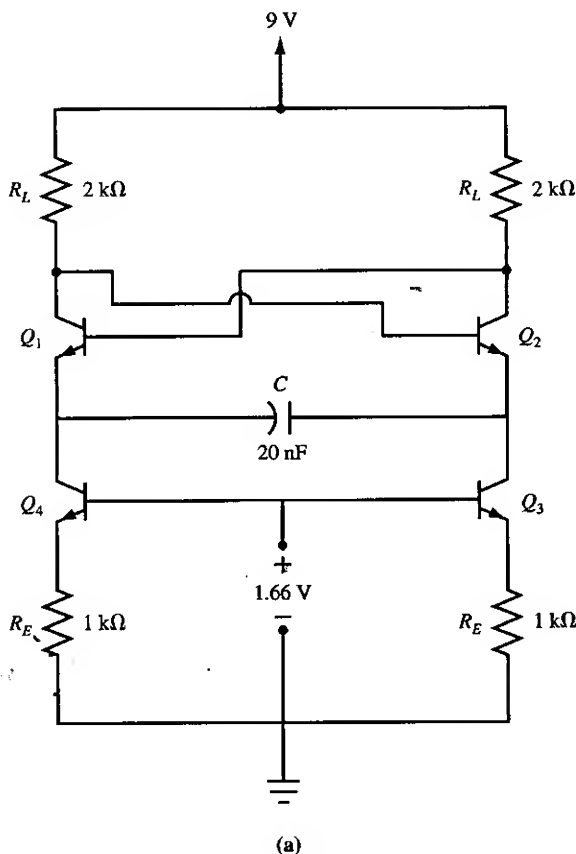 9 V
R_L 2 kΩ
R_L 2 kΩ
Q_1
Q_2
C
20 nF
Q_4
Q_3
+
1.66 V
−
R_E 1 kΩ
R_E 1 kΩ
(a)